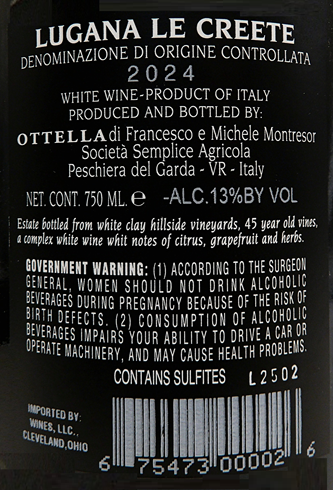 LUGANA LE CREETE
DENOMINAZIONE DI ORIGINE CONTROLLATA
2024
WHITE WINE-PRODUCT OF ITALY
PRODUCED AND BOTTLED BY:
OTTELLA di Francesco e Michele Montresor
Società Semplice Agricola
Peschiera del Garda - VR - Italy
NET. CONT. 750 ML. ℮ -ALC.13%BY VOL
Estate bottled from white clay hillside vineyards, 45 year old vines,
a complex white wine whit notes of citrus, grapefruit and herbs.
GOVERNMENT WARNING: (1) ACCORDING TO THE SURGEON
GENERAL, WOMEN SHOULD NOT DRINK ALCOHOLIC
BEVERAGES DURING PREGNANCY BECAUSE OF THE RISK OF
BIRTH DEFECTS. (2) CONSUMPTION OF ALCOHOLIC
BEVERAGES IMPAIRS YOUR ABILITY TO DRIVE A CAR OR
OPERATE MACHINERY, AND MAY CAUSE HEALTH PROBLEMS.
CONTAINS SULFITES L2502
IMPORTED BY:
WINE8, LLC.,
CLEVELAND, OHIO
6 75473 00002 6